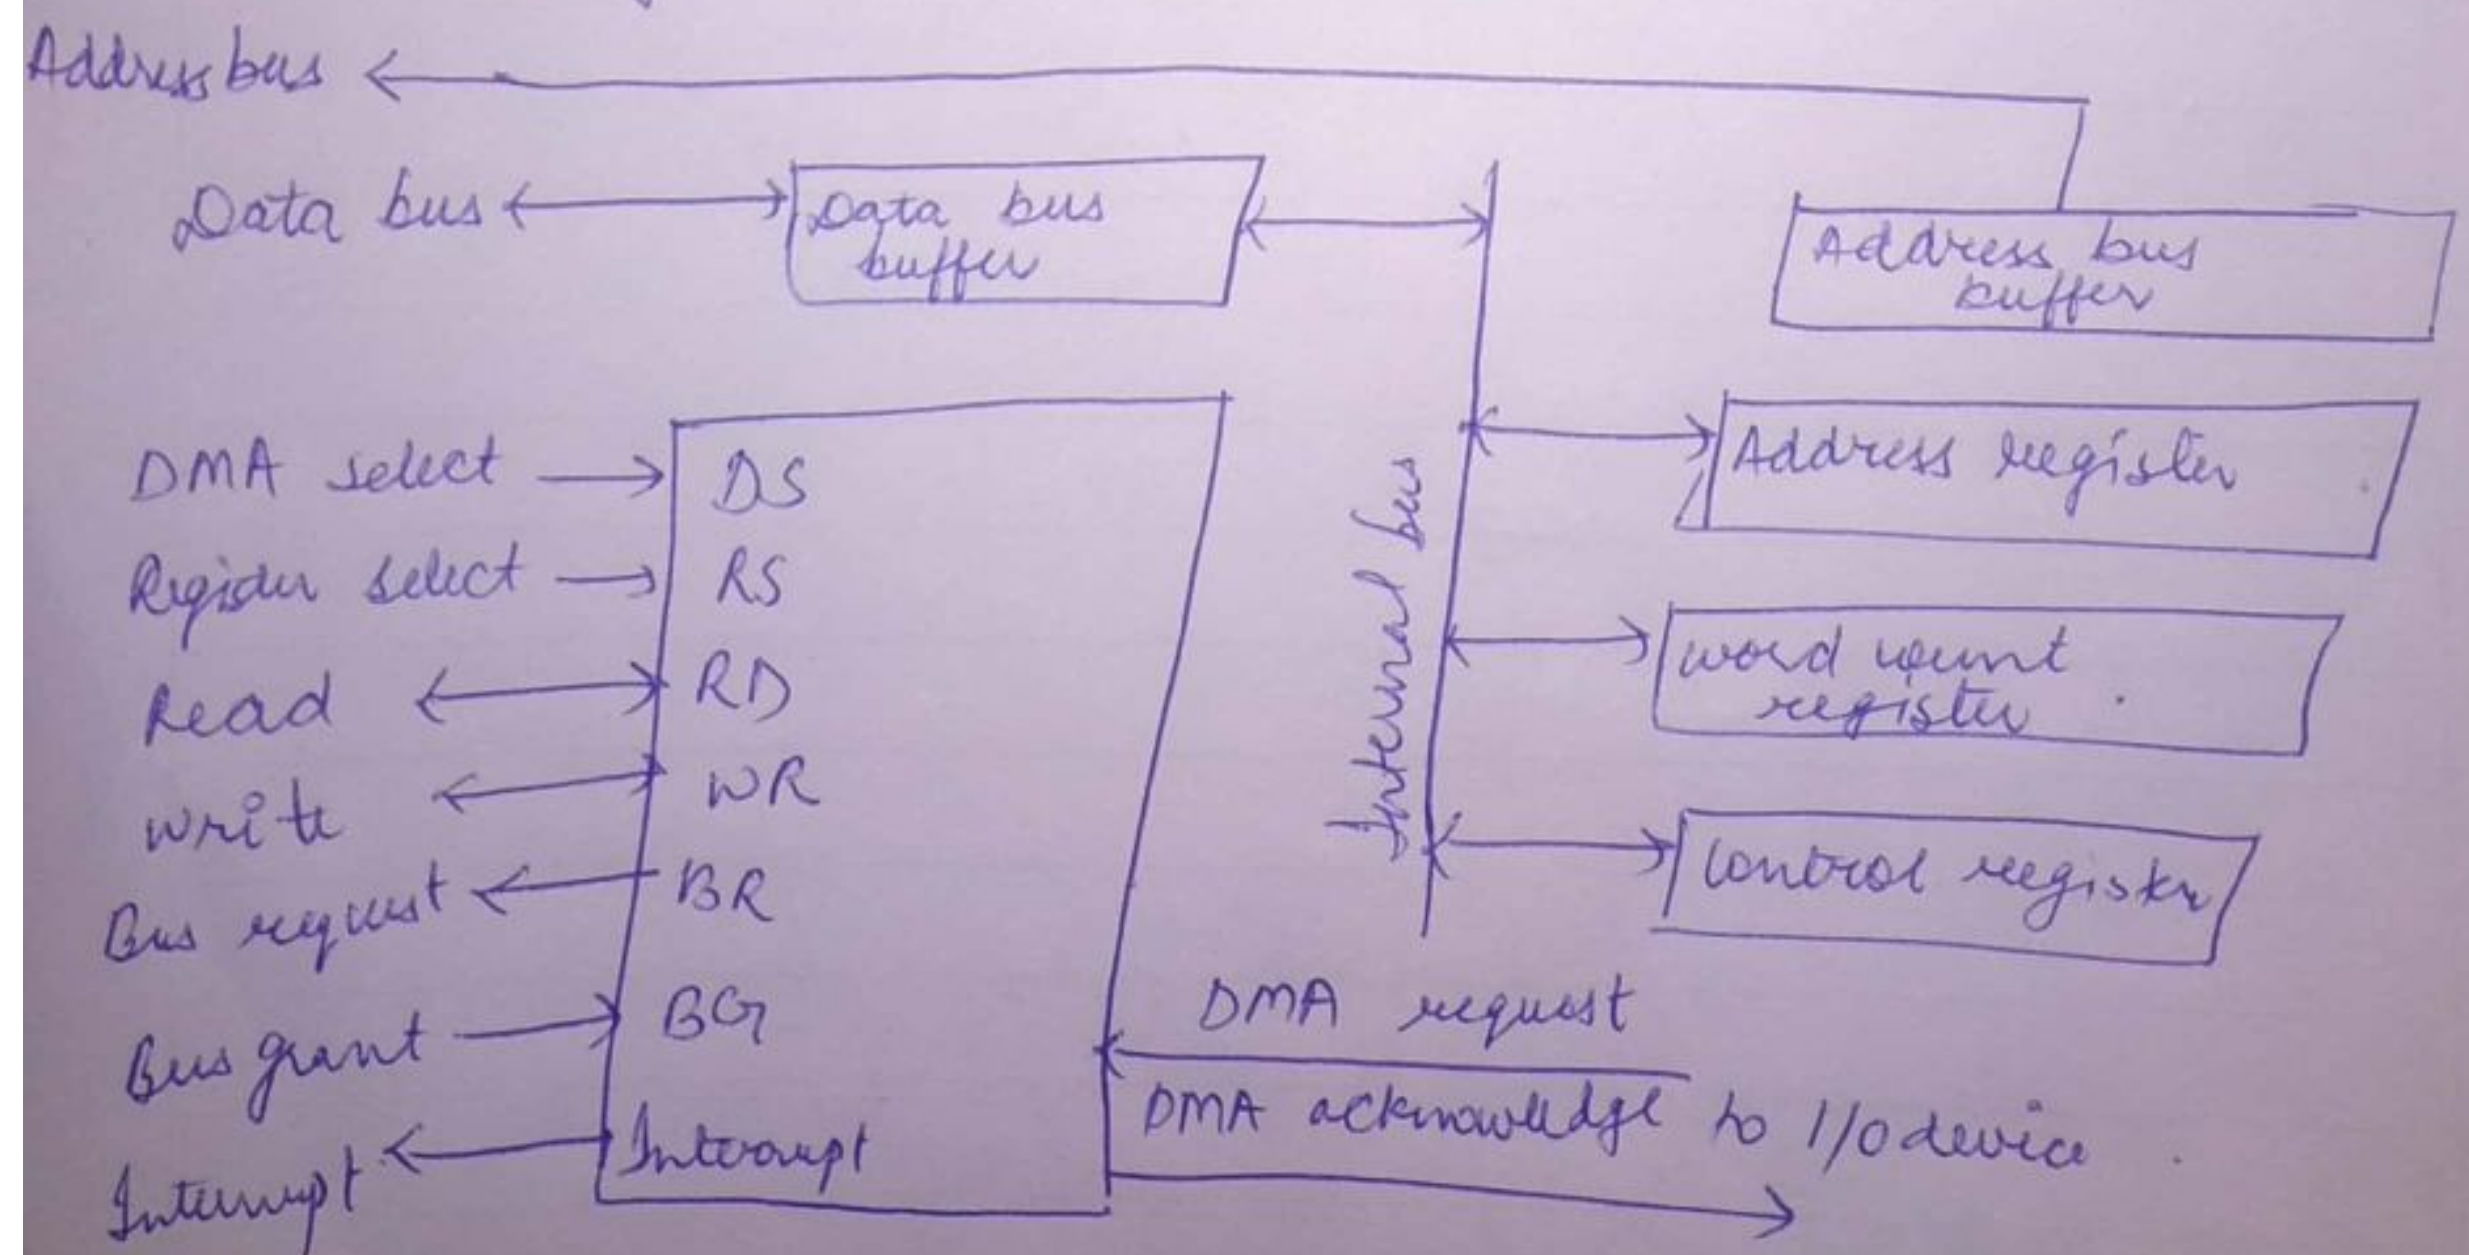 Address bus
Data bus
Data bus
buffer
Address bus
buffer
DMA select
DS
Address register
Register select
RS
Internal bus
Read
RD
word count
register
write
WR
Bus request
BR
Control register
Bus grant
BG
DMA request
DMA acknowledge to I/O device.
Interrupt
Interrupt